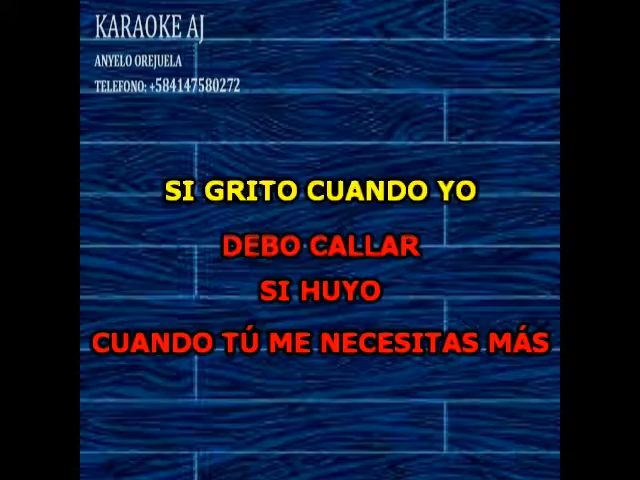 KARAOKE AJ
ANYELO OREJUELA
TELEFONO: +584147580272
SI GRITO CUANDO YO
DEBO CALLAR
SI HUYO
CUANDO TÚ ME NECESITAS MÁS